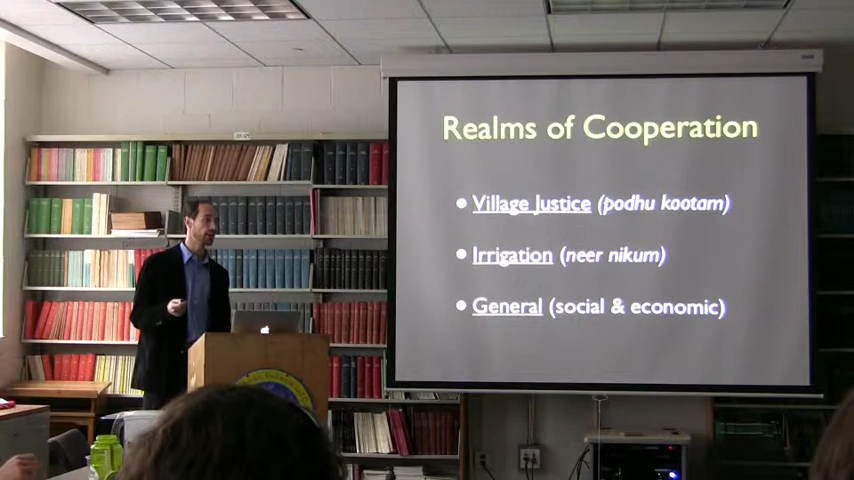 Realms of Cooperation
• Village Justice (podhu kootam)
• Irrigation (neer nikum)
• General (social & economic)